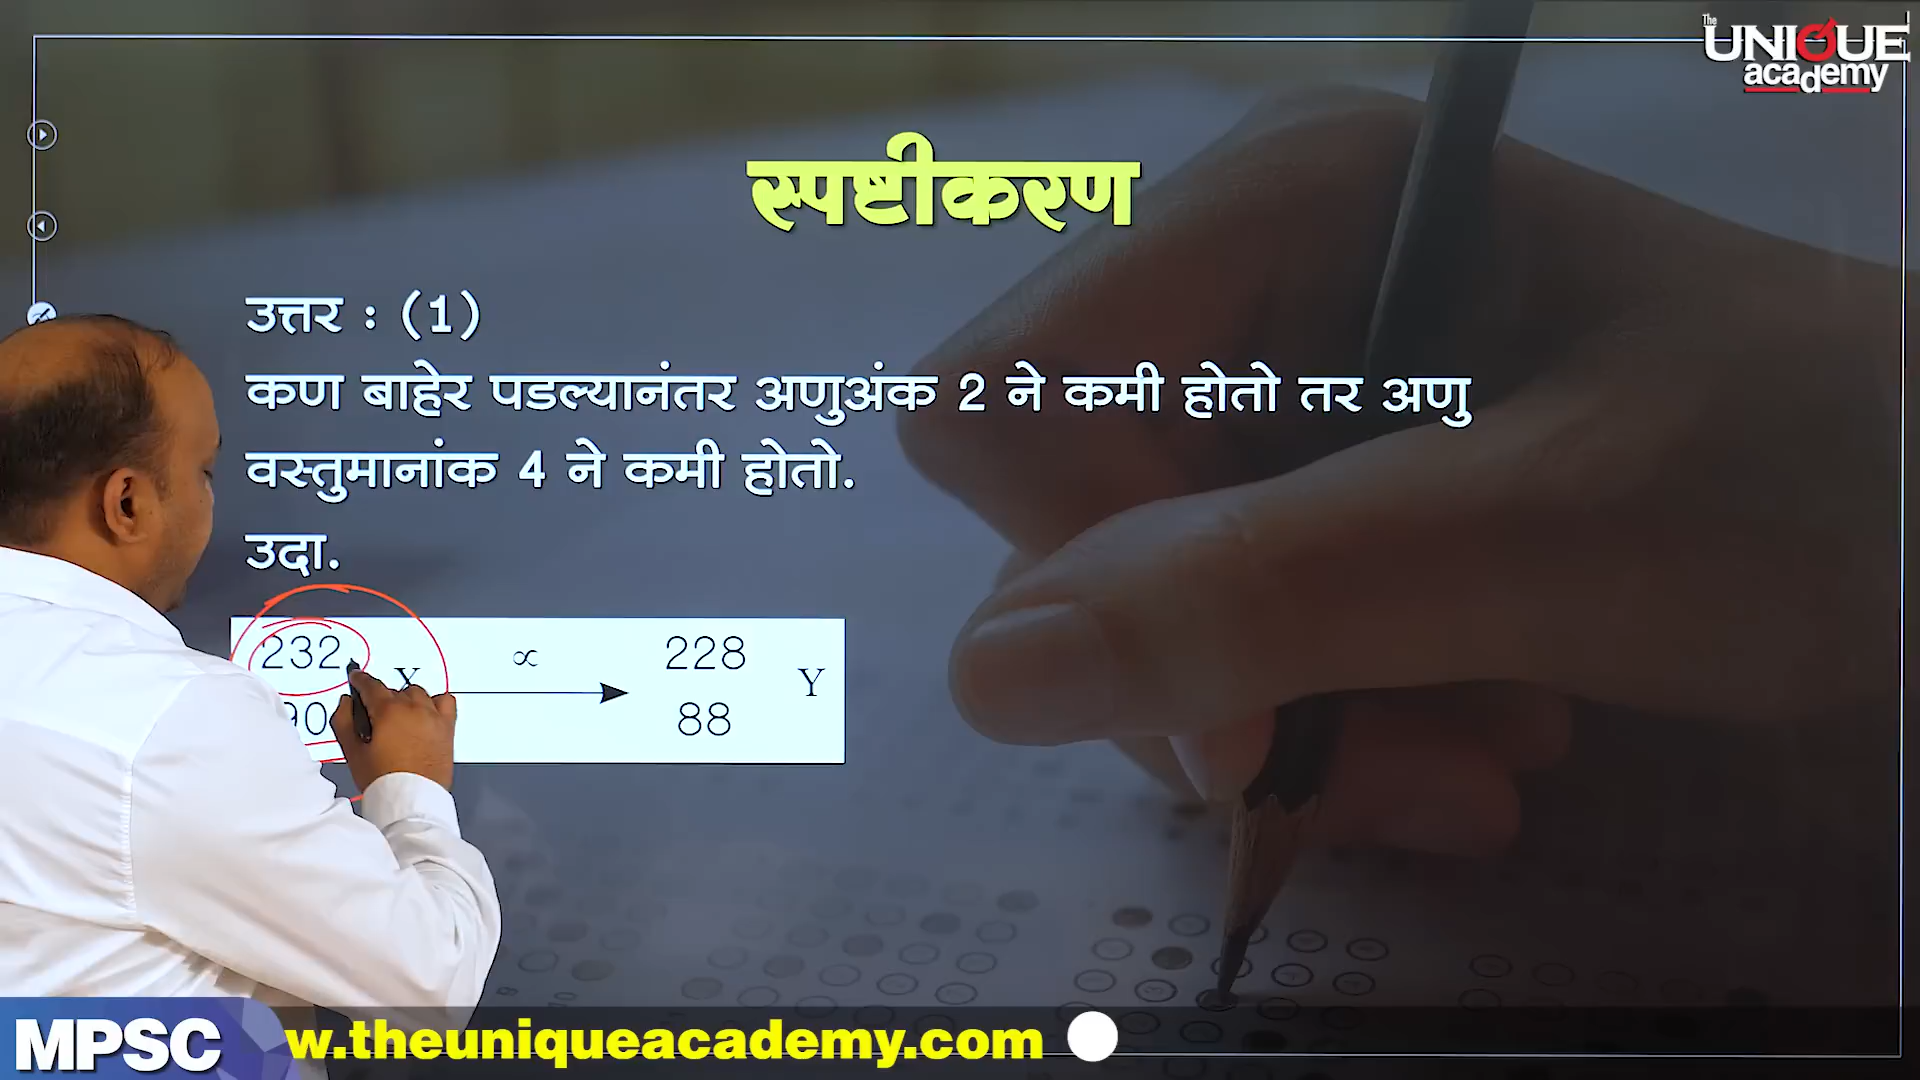 The
UNIQUE
academy
स्पष्टीकरण
उत्तर : (1)
कण बाहेर पडल्यानंतर अणुअंक 2 ने कमी होतो तर अणु
वस्तुमानांक 4 ने कमी होतो.
उदा.
232 X ∝ 228 Y
90 88
MPSC
w.theuniqueacademy.com